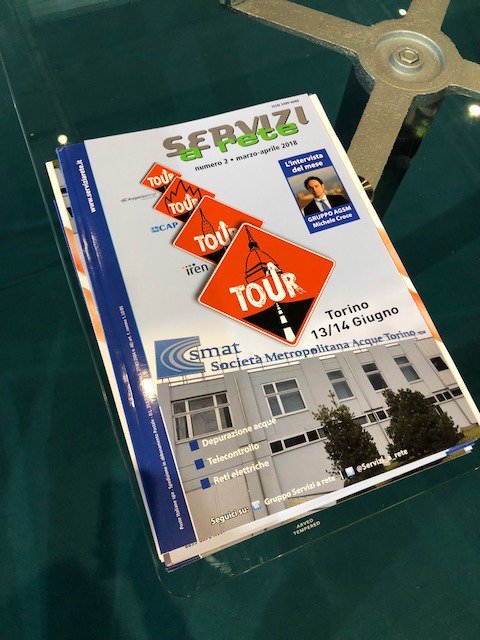 SERVIZI
a rete
numero 2 • marzo-aprile 2018
www.serviziarete.it
L'intervista
del mese
GRUPPO AGSM
Michele Croce
TOUR
TOUR
CAP
TOUR
iren
TOUR
Torino
13/14 Giugno
smat
Società Metropolitana Acque Torino spa
Depurazione acque
Telecontrollo
Reti elettriche
Seguici su: Gruppo Servizi a rete @Servizi_a_rete
TEMPERED